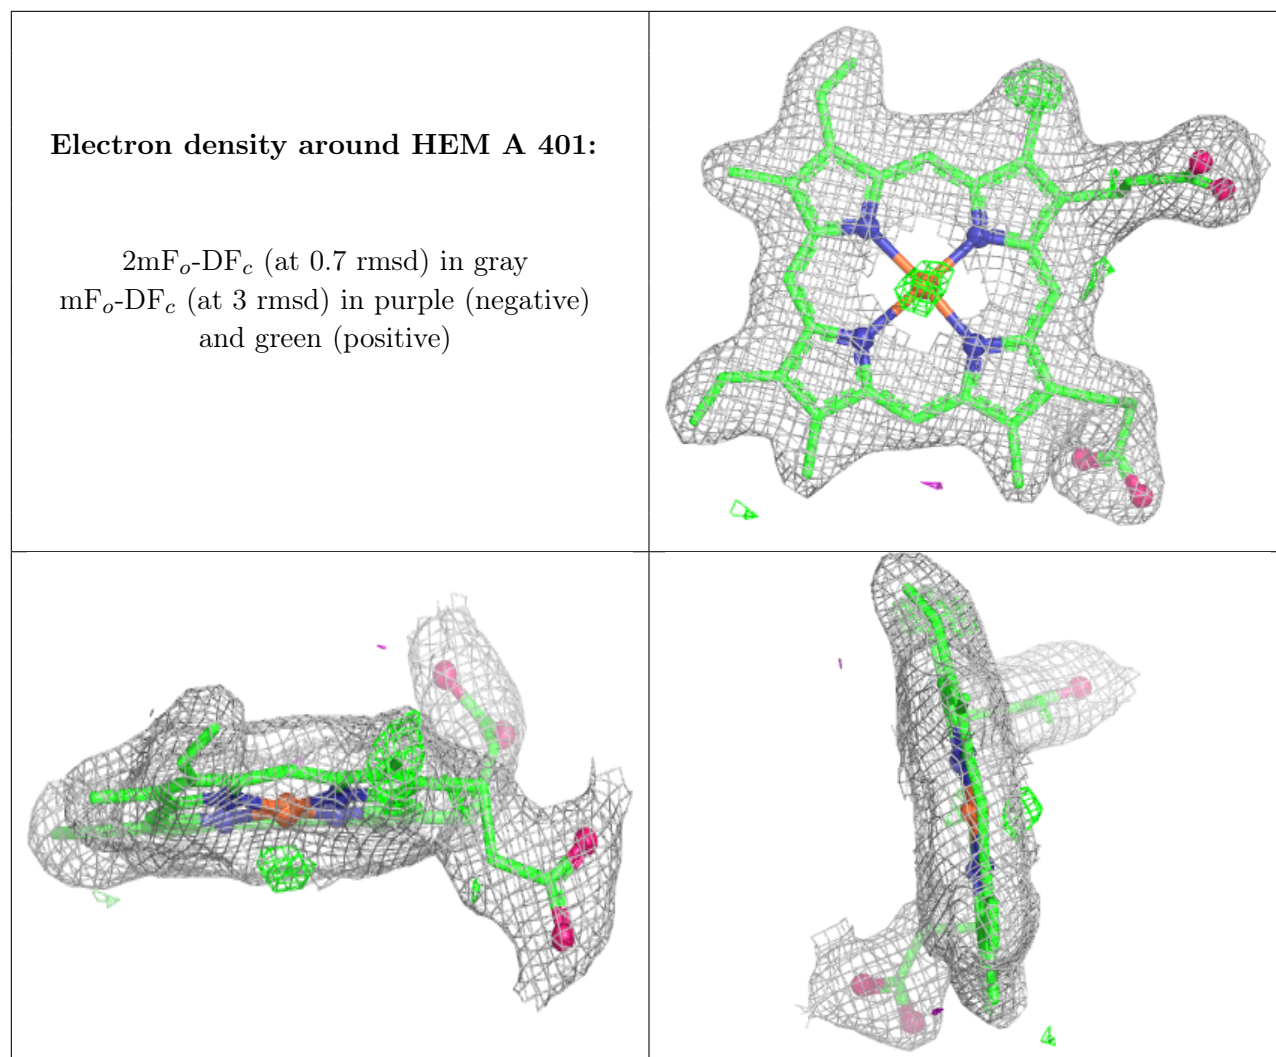 Electron density around HEM A 401:
2mFo-DFc (at 0.7 rmsd) in gray
mFo-DFc (at 3 rmsd) in purple (negative)
and green (positive)